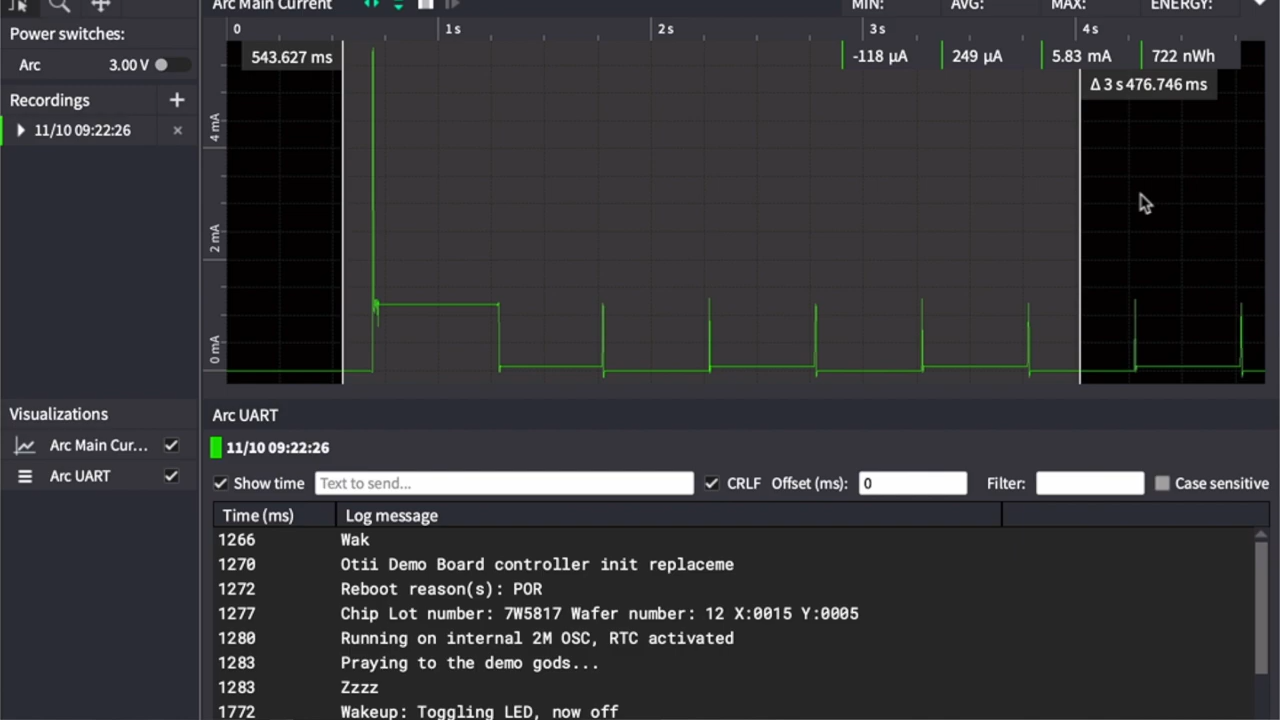 Arc Main Current
MIN: AVG: MAX: ENERGY:
Power switches:
0 1s 2s 3s 4s
Arc 3.00 V
543.627 ms
-118 µA 249 µA 5.83 mA 722 nWh
Δ 3 s 476.746 ms
Recordings +
11/10 09:22:26 ×
4 mA
2 mA
0 mA
Visualizations
Arc Main Cur...
Arc UART
Arc UART
11/10 09:22:26
Show time Text to send... CRLF Offset (ms): 0 Filter: Case sensitive
Time (ms) Log message
1266 Wak
1270 Otii Demo Board controller init replaceme
1272 Reboot reason(s): POR
1277 Chip Lot number: 7W5817 Wafer number: 12 X:0015 Y:0005
1280 Running on internal 2M OSC, RTC activated
1283 Praying to the demo gods...
1283 Zzzz
1772 Wakeup: Toggling LED, now off